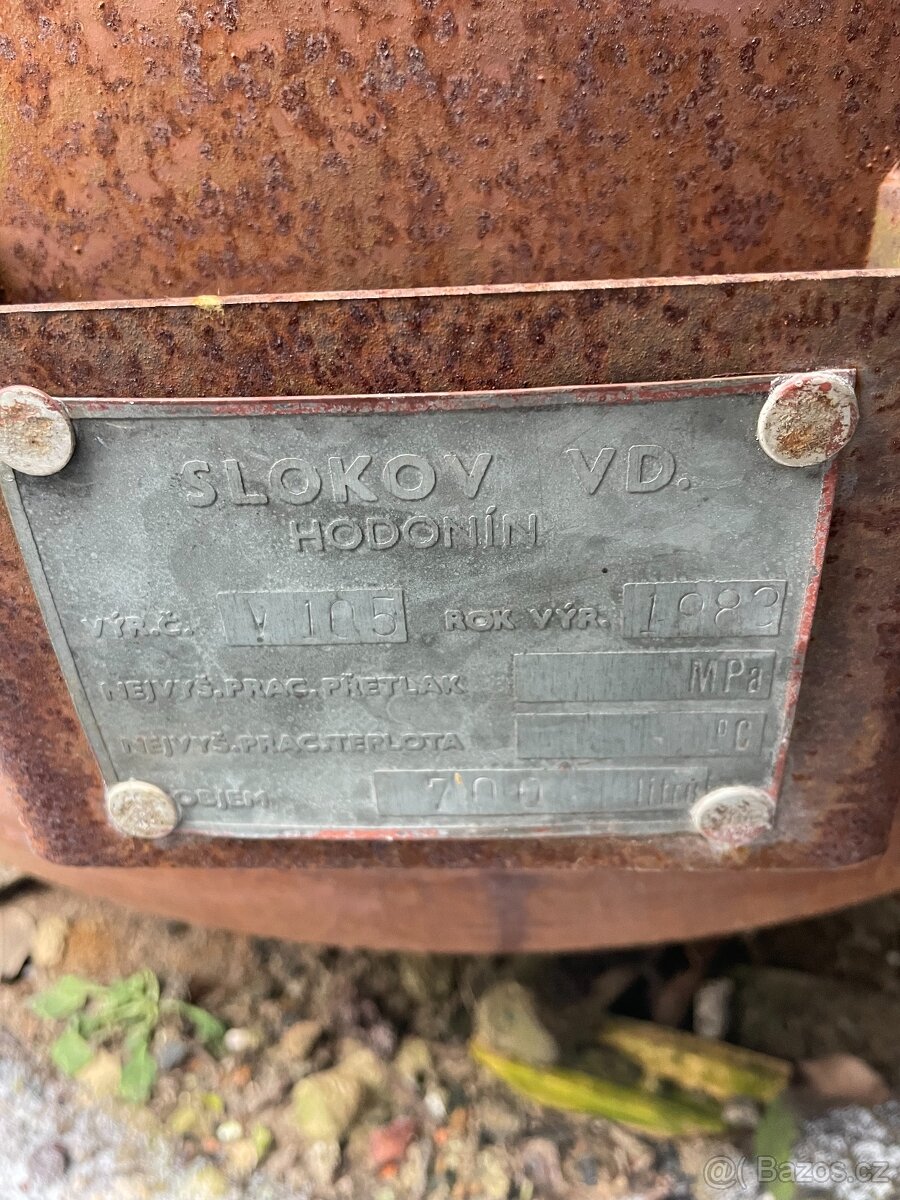 SLOKOV VD.
HODONÍN
VÝR.Č. V 105 ROK VÝR. 1983
NEJVYŠ.PRAC.PŘETLAK MPa
NEJVYŠ.PRAC.TEPLOTA °C
OBJEM 700
@( Bazos.cz